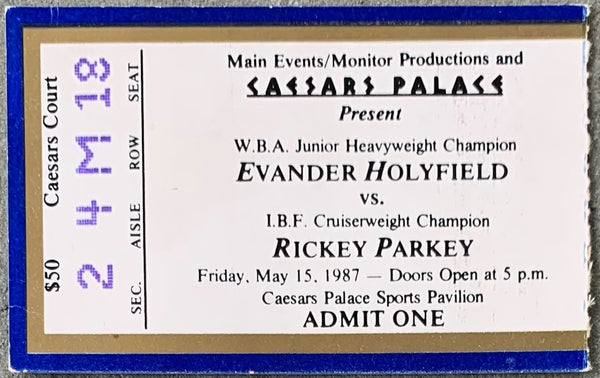 $50 Caesars Court
2 4 M 18
SEC. AISLE ROW SEAT
Main Events/Monitor Productions and
CAESARS PALACE
Present
W.B.A. Junior Heavyweight Champion
EVANDER HOLYFIELD
vs.
I.B.F. Cruiserweight Champion
RICKEY PARKEY
Friday, May 15, 1987 — Doors Open at 5 p.m.
Caesars Palace Sports Pavilion
ADMIT ONE